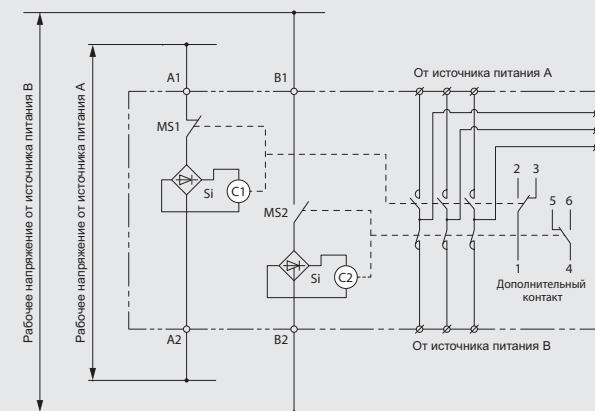 Рабочее напряжение от источника питания B
Рабочее напряжение от источника питания A
A1
B1
От источника питания A
MS1
Si
C1
2 3
MS2
5 6
Si
C2
1
4
Дополнительный
контакт
A2
B2
От источника питания B